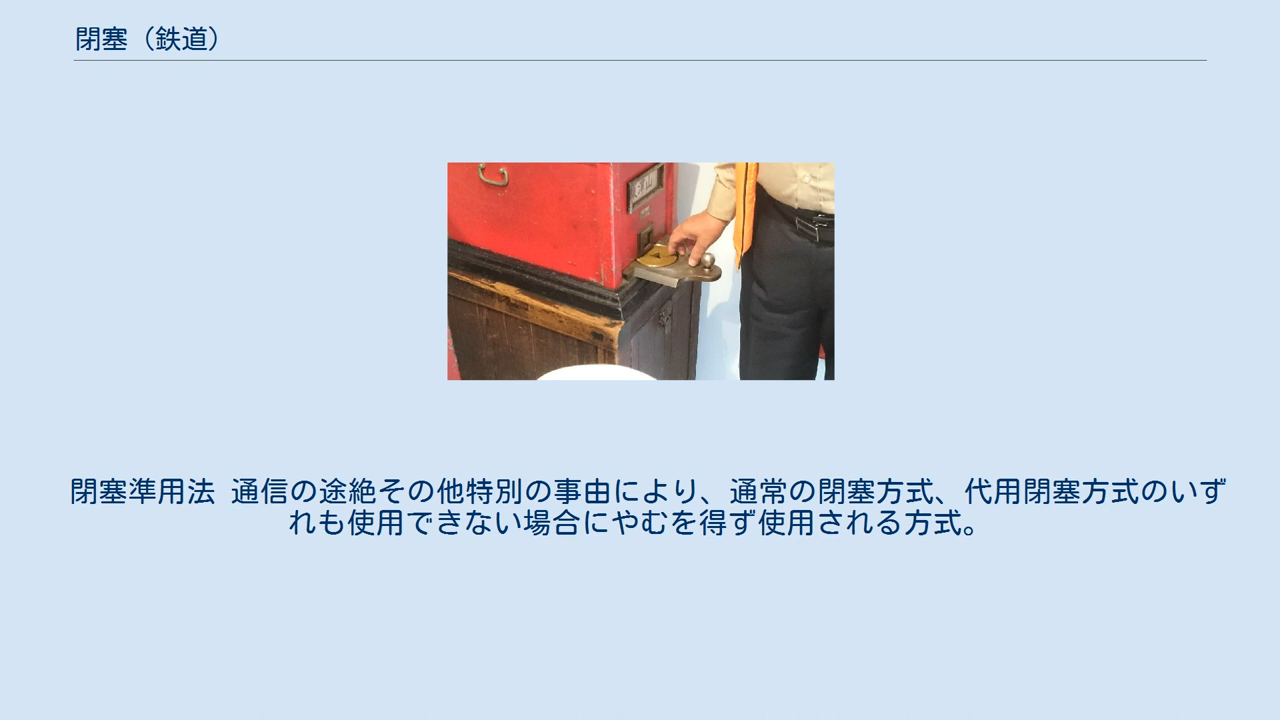 閉塞（鉄道）
閉塞準用法 通信の途絶その他特別の事由により、通常の閉塞方式、代用閉塞方式のいず
れも使用できない場合にやむを得ず使用される方式。